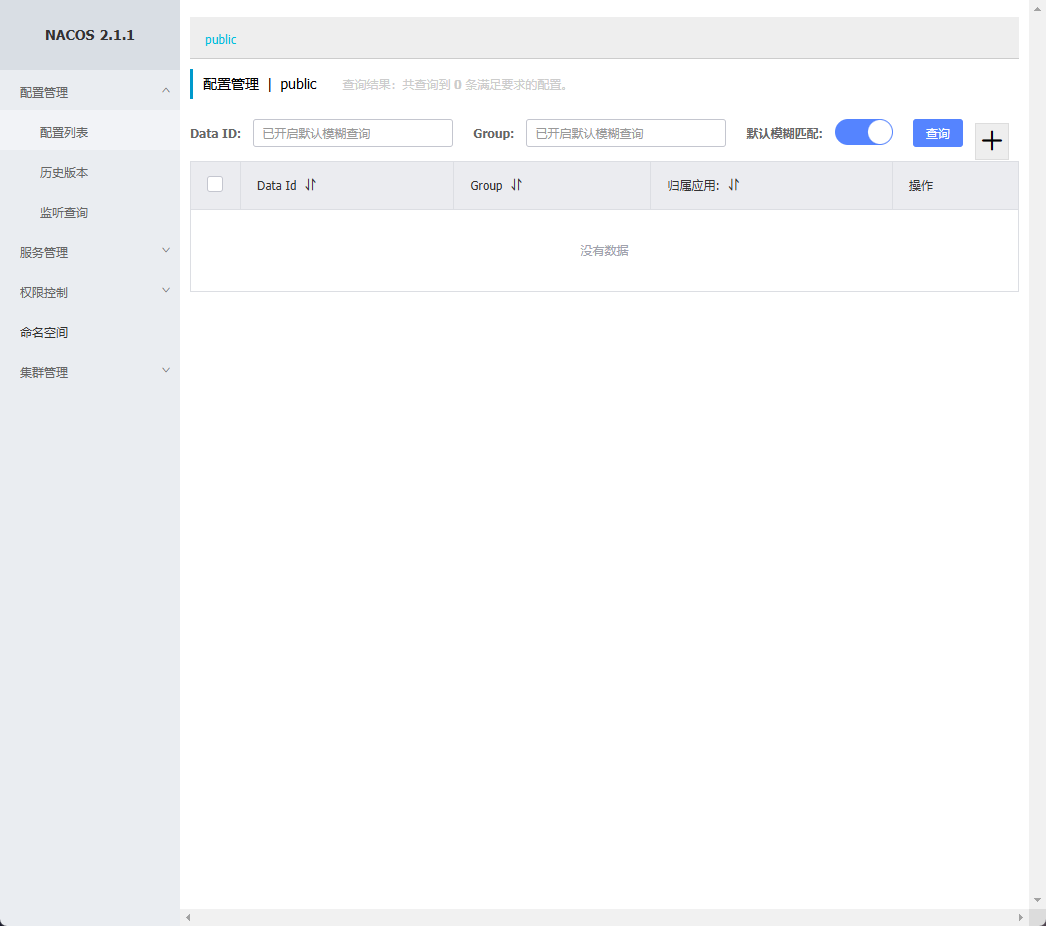 NACOS 2.1.1
配置管理
配置列表
历史版本
监听查询
服务管理
权限控制
命名空间
集群管理
public
配置管理 | public 查询结果：共查询到 0 条满足要求的配置。
Data ID: 已开启默认模糊查询 Group: 已开启默认模糊查询 默认模糊匹配: 查询
Data Id Group 归属应用: 操作
没有数据